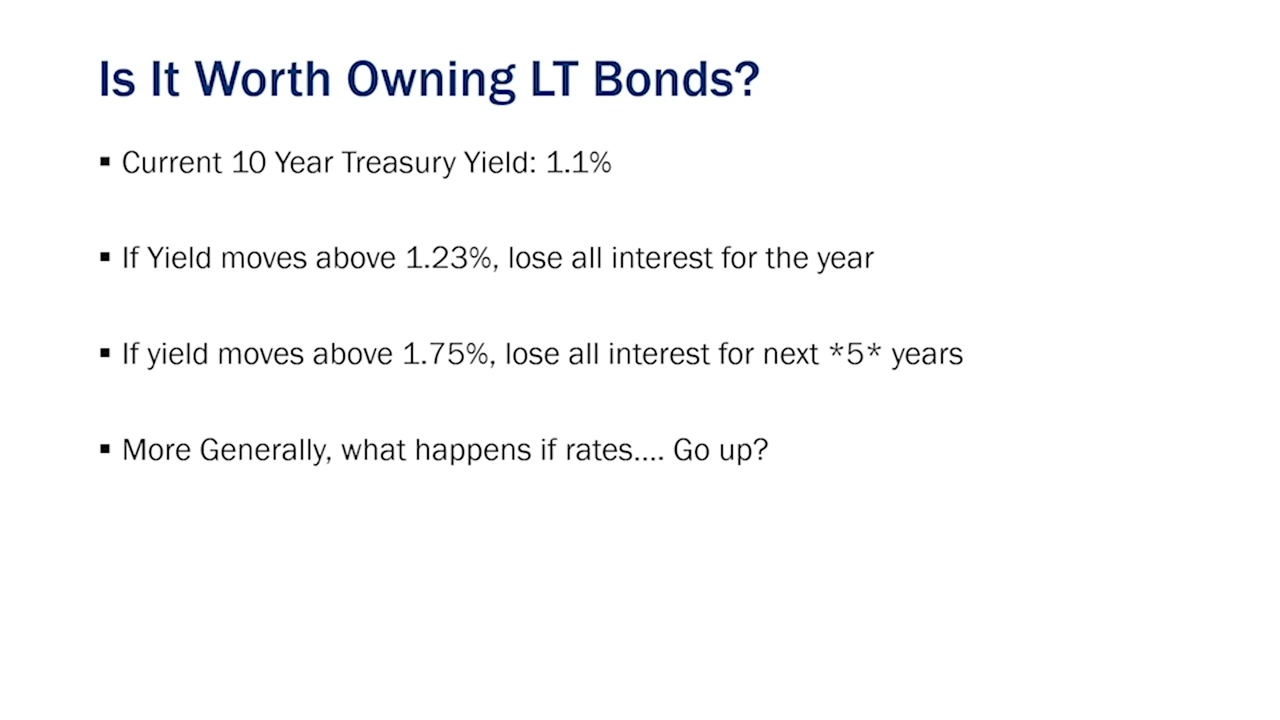 Is It Worth Owning LT Bonds?
▪ Current 10 Year Treasury Yield: 1.1%
▪ If Yield moves above 1.23%, lose all interest for the year
▪ If yield moves above 1.75%, lose all interest for next *5* years
▪ More Generally, what happens if rates.... Go up?